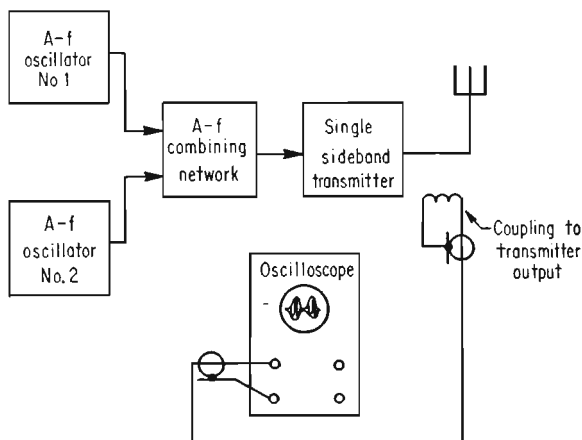 A-f
oscillator
No 1
A-f
combining
network
Single
sideband
transmitter
A-f
oscillator
No. 2
Coupling to
transmitter
output
Oscilloscope